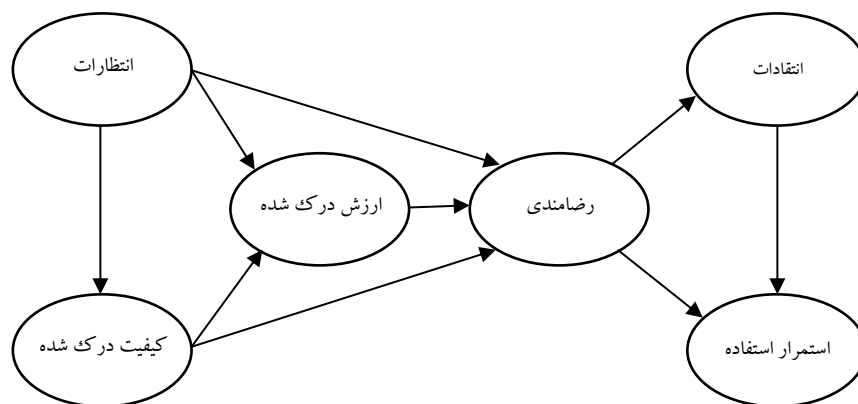 انتظارات
انتقادات
ارزش درک شده
رضامندی
کیفیت درک شده
استمرار استفاده